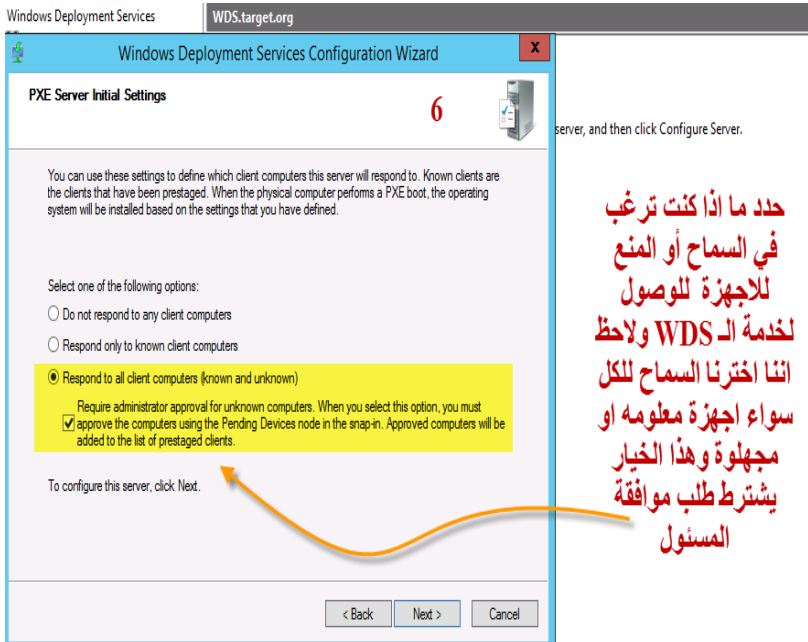 Windows Deployment Services
WDS.target.org
Windows Deployment Services Configuration Wizard
x
PXE Server Initial Settings
6
server, and then click Configure Server.
You can use these settings to define which client computers this server will respond to. Known clients are
the clients that have been prestaged. When the physical computer performs a PXE boot, the operating
system will be installed based on the settings that you have defined.
Select one of the following options:
Do not respond to any client computers
Respond only to known client computers
Respond to all client computers (known and unknown)
Require administrator approval for unknown computers. When you select this option, you must
approve the computers using the Pending Devices node in the snap-in. Approved computers will be
added to the list of prestaged clients.
To configure this server, click Next.
< Back
Next >
Cancel
حدد ما اذا كنت ترغب
في السماح أو المنع
للاجهزة للوصول
لخدمة الـ WDS ولاحظ
اننا اخترنا السماح للكل
سواء اجهزة معلومه او
مجهلوة وهذا الخيار
يشترط طلب موافقة
المسئول